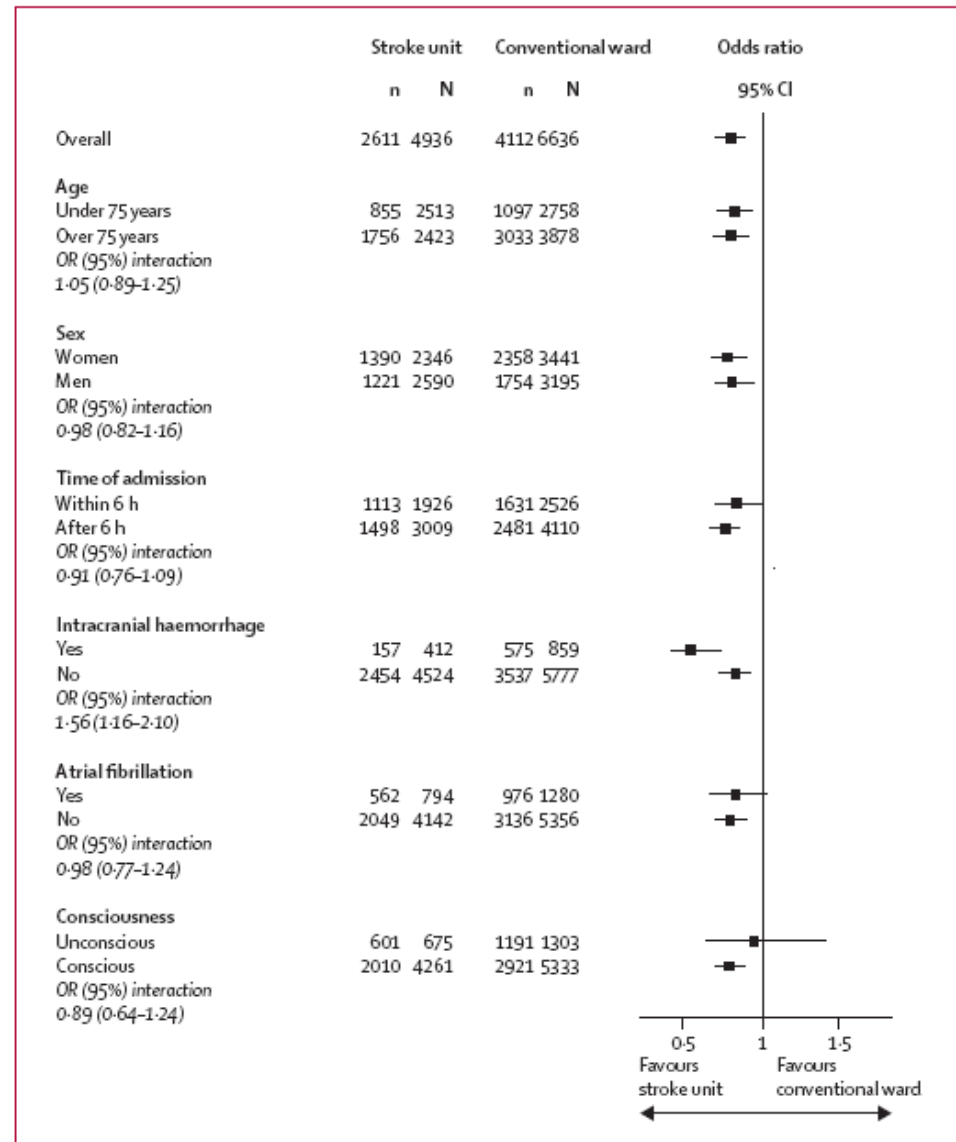 Stroke unit Conventional ward Odds ratio
n N n N 95% CI
Overall 2611 4936 4112 6636
Age
Under 75 years 855 2513 1097 2758
Over 75 years 1756 2423 3033 3878
OR (95%) interaction
1·05 (0·89–1·25)
Sex
Women 1390 2346 2358 3441
Men 1221 2590 1754 3195
OR (95%) interaction
0·98 (0·82–1·16)
Time of admission
Within 6 h 1113 1926 1631 2526
After 6 h 1498 3009 2481 4110
OR (95%) interaction
0·91 (0·76–1·09)
Intracranial haemorrhage
Yes 157 412 575 859
No 2454 4524 3537 5777
OR (95%) interaction
1·56 (1·16–2·10)
Atrial fibrillation
Yes 562 794 976 1280
No 2049 4142 3136 5356
OR (95%) interaction
0·98 (0·77–1·24)
Consciousness
Unconscious 601 675 1191 1303
Conscious 2010 4261 2921 5333
OR (95%) interaction
0·89 (0·64–1·24)
0·5 1 1·5
Favours Favours
stroke unit conventional ward